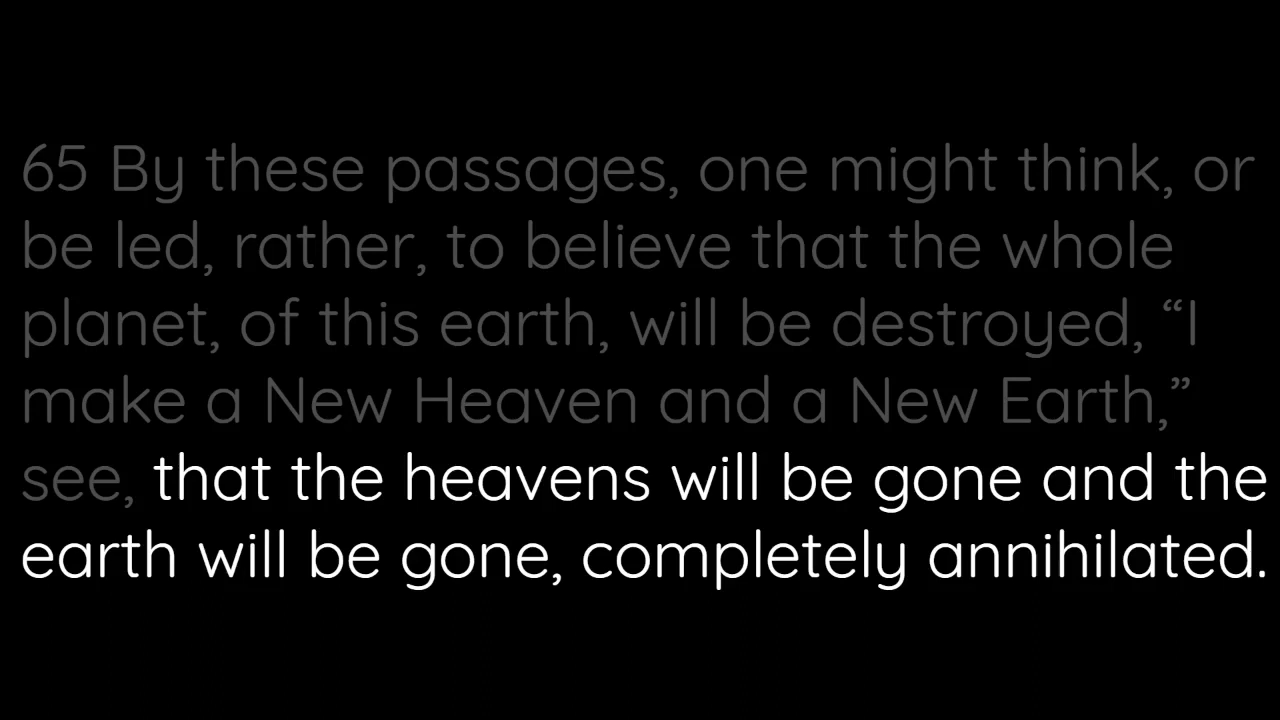 65 By these passages, one might think, or
be led, rather, to believe that the whole
planet, of this earth, will be destroyed, “I
make a New Heaven and a New Earth,”
see, that the heavens will be gone and the
earth will be gone, completely annihilated.